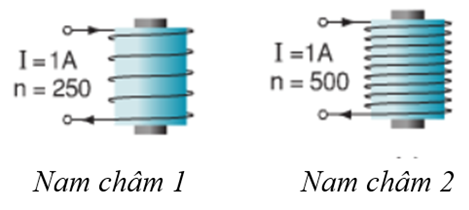 I = 1A
n = 250
I = 1A
n = 500
Nam châm 1
Nam châm 2